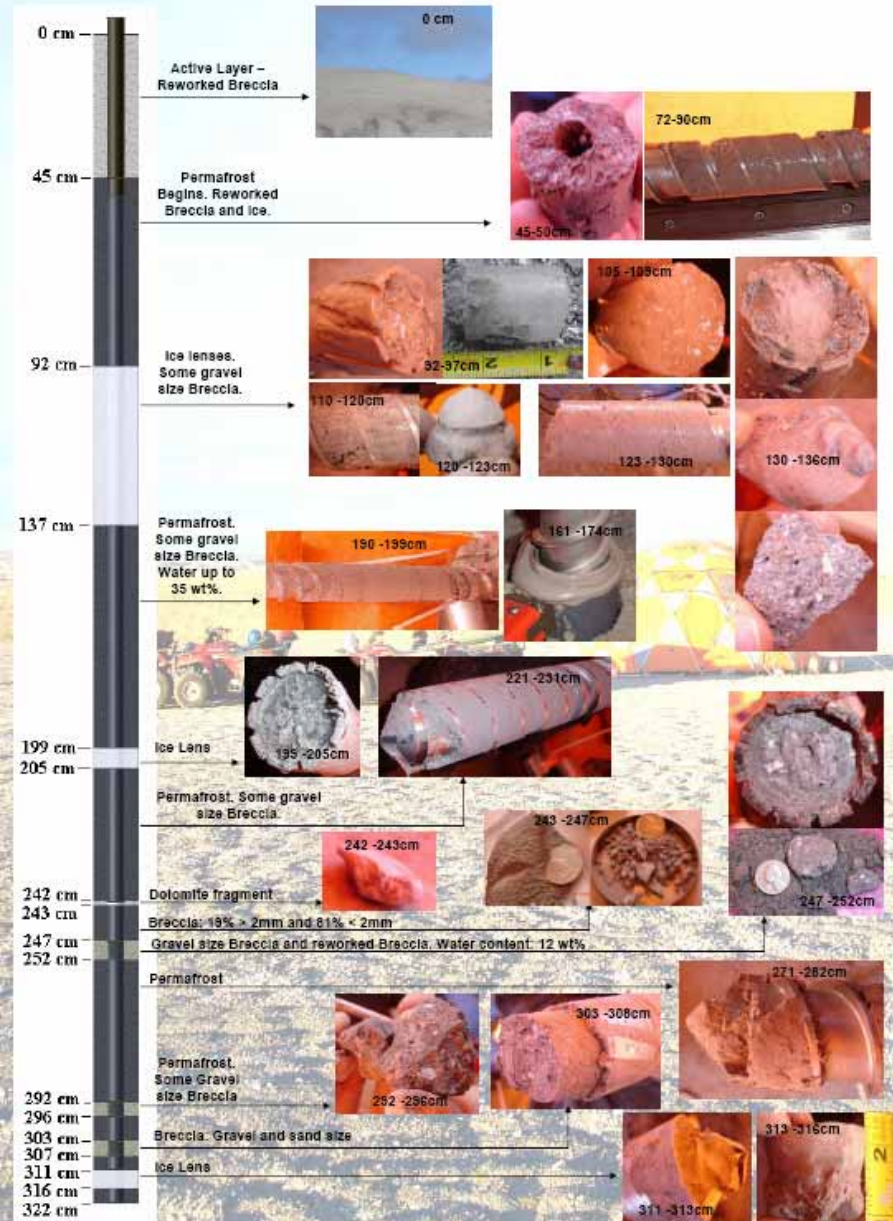 0 cm
0 cm
Active Layer –
Reworked Breccia
72-90cm
45 cm
Permafrost
Begins. Reworked
Breccia and Ice.
45-50cm
105 -109cm
92 cm
Ice lenses.
Some gravel
size Breccia.
92-97cm
2 1
110 -120cm
120 -123cm
123 -130cm
130 -136cm
137 cm
Permafrost.
Some gravel
size Breccia.
Water up to
35 wt%.
190 -199cm
161 -174cm
221 -231cm
199 cm
Ice Lens
199 -205cm
205 cm
Permafrost. Some gravel
size Breccia.
243 -247cm
242 -243cm
242 cm
Dolomite fragment
247 -252cm
243 cm
Breccia: 19% > 2mm and 81% < 2mm
247 cm
Gravel size Breccia and reworked Breccia. Water content: 12 wt%
252 cm
Permafrost
271 -282cm
303 -308cm
Permafrost.
Some Gravel
size Breccia
292 cm
292 -296cm
296 cm
303 cm
Breccia. Gravel and sand size
313 -316cm
307 cm
311 cm
Ice Lens
2
316 cm
311 -313cm
322 cm